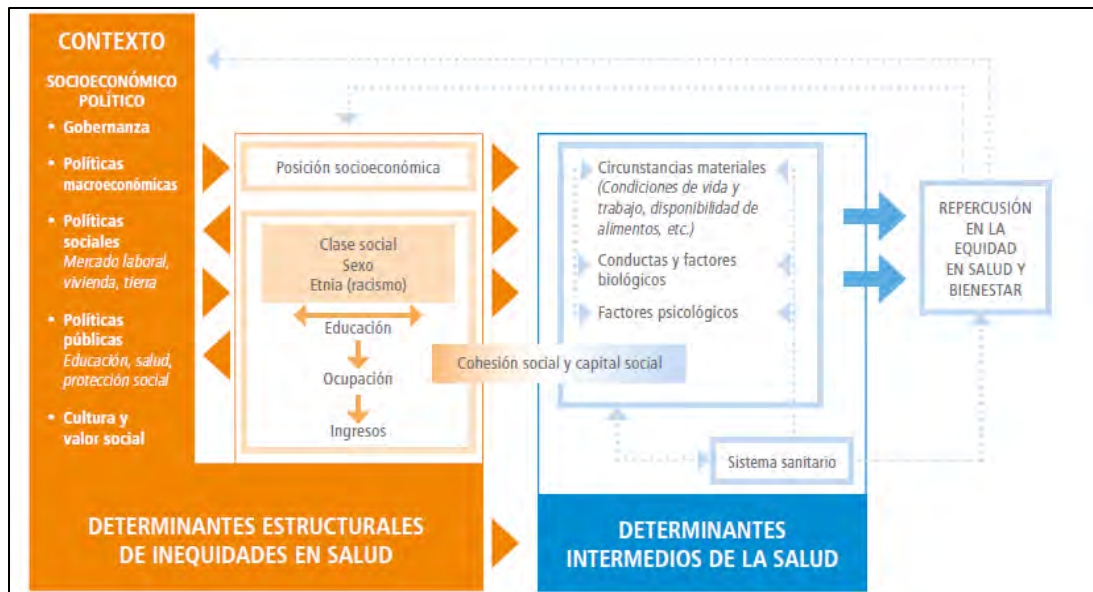 CONTEXTO
SOCIOECONÓMICO
POLÍTICO
• Gobernanza
• Políticas
macroeconómicas
• Políticas
sociales
Mercado laboral,
vivienda, tierra
• Políticas
públicas
Educación, salud,
protección social
• Cultura y
valor social
Posición socioeconómica
Clase social
Sexo
Etnia (racismo)
Educación
Ocupación
Ingresos
Cohesión social y capital social
Circunstancias materiales
(Condiciones de vida y
trabajo, disponibilidad de
alimentos, etc.)
Conductas y factores
biológicos
Factores psicológicos
Sistema sanitario
REPERCUSIÓN
EN LA
EQUIDAD
EN SALUD Y
BIENESTAR
DETERMINANTES ESTRUCTURALES
DE INEQUIDADES EN SALUD
DETERMINANTES
INTERMEDIOS DE LA SALUD